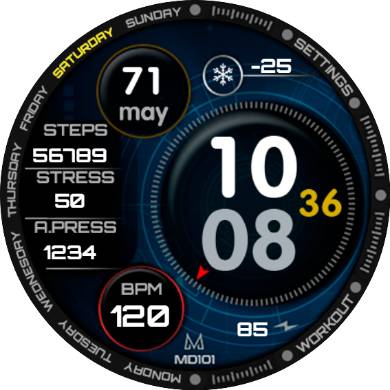 SUNDAY
SATURDAY
FRIDAY
THURSDAY
WEDNESDAY
TUESDAY
MONDAY
SETTINGS
WORKOUT
71
may
-25
STEPS
56789
STRESS
50
A.PRESS
1234
10
08
36
BPM
120
85
MD101